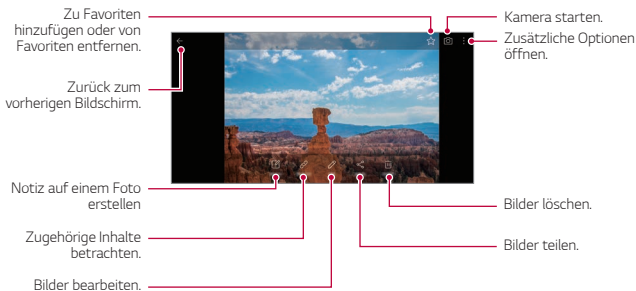 Zu Favoriten
hinzufügen oder von
Favoriten entfernen.
Zurück zum
vorherigen Bildschirm.
Notiz auf einem Foto
erstellen
Zugehörige Inhalte
betrachten.
Bilder bearbeiten.
Kamera starten.
Zusätzliche Optionen
öffnen.
Bilder löschen.
Bilder teilen.